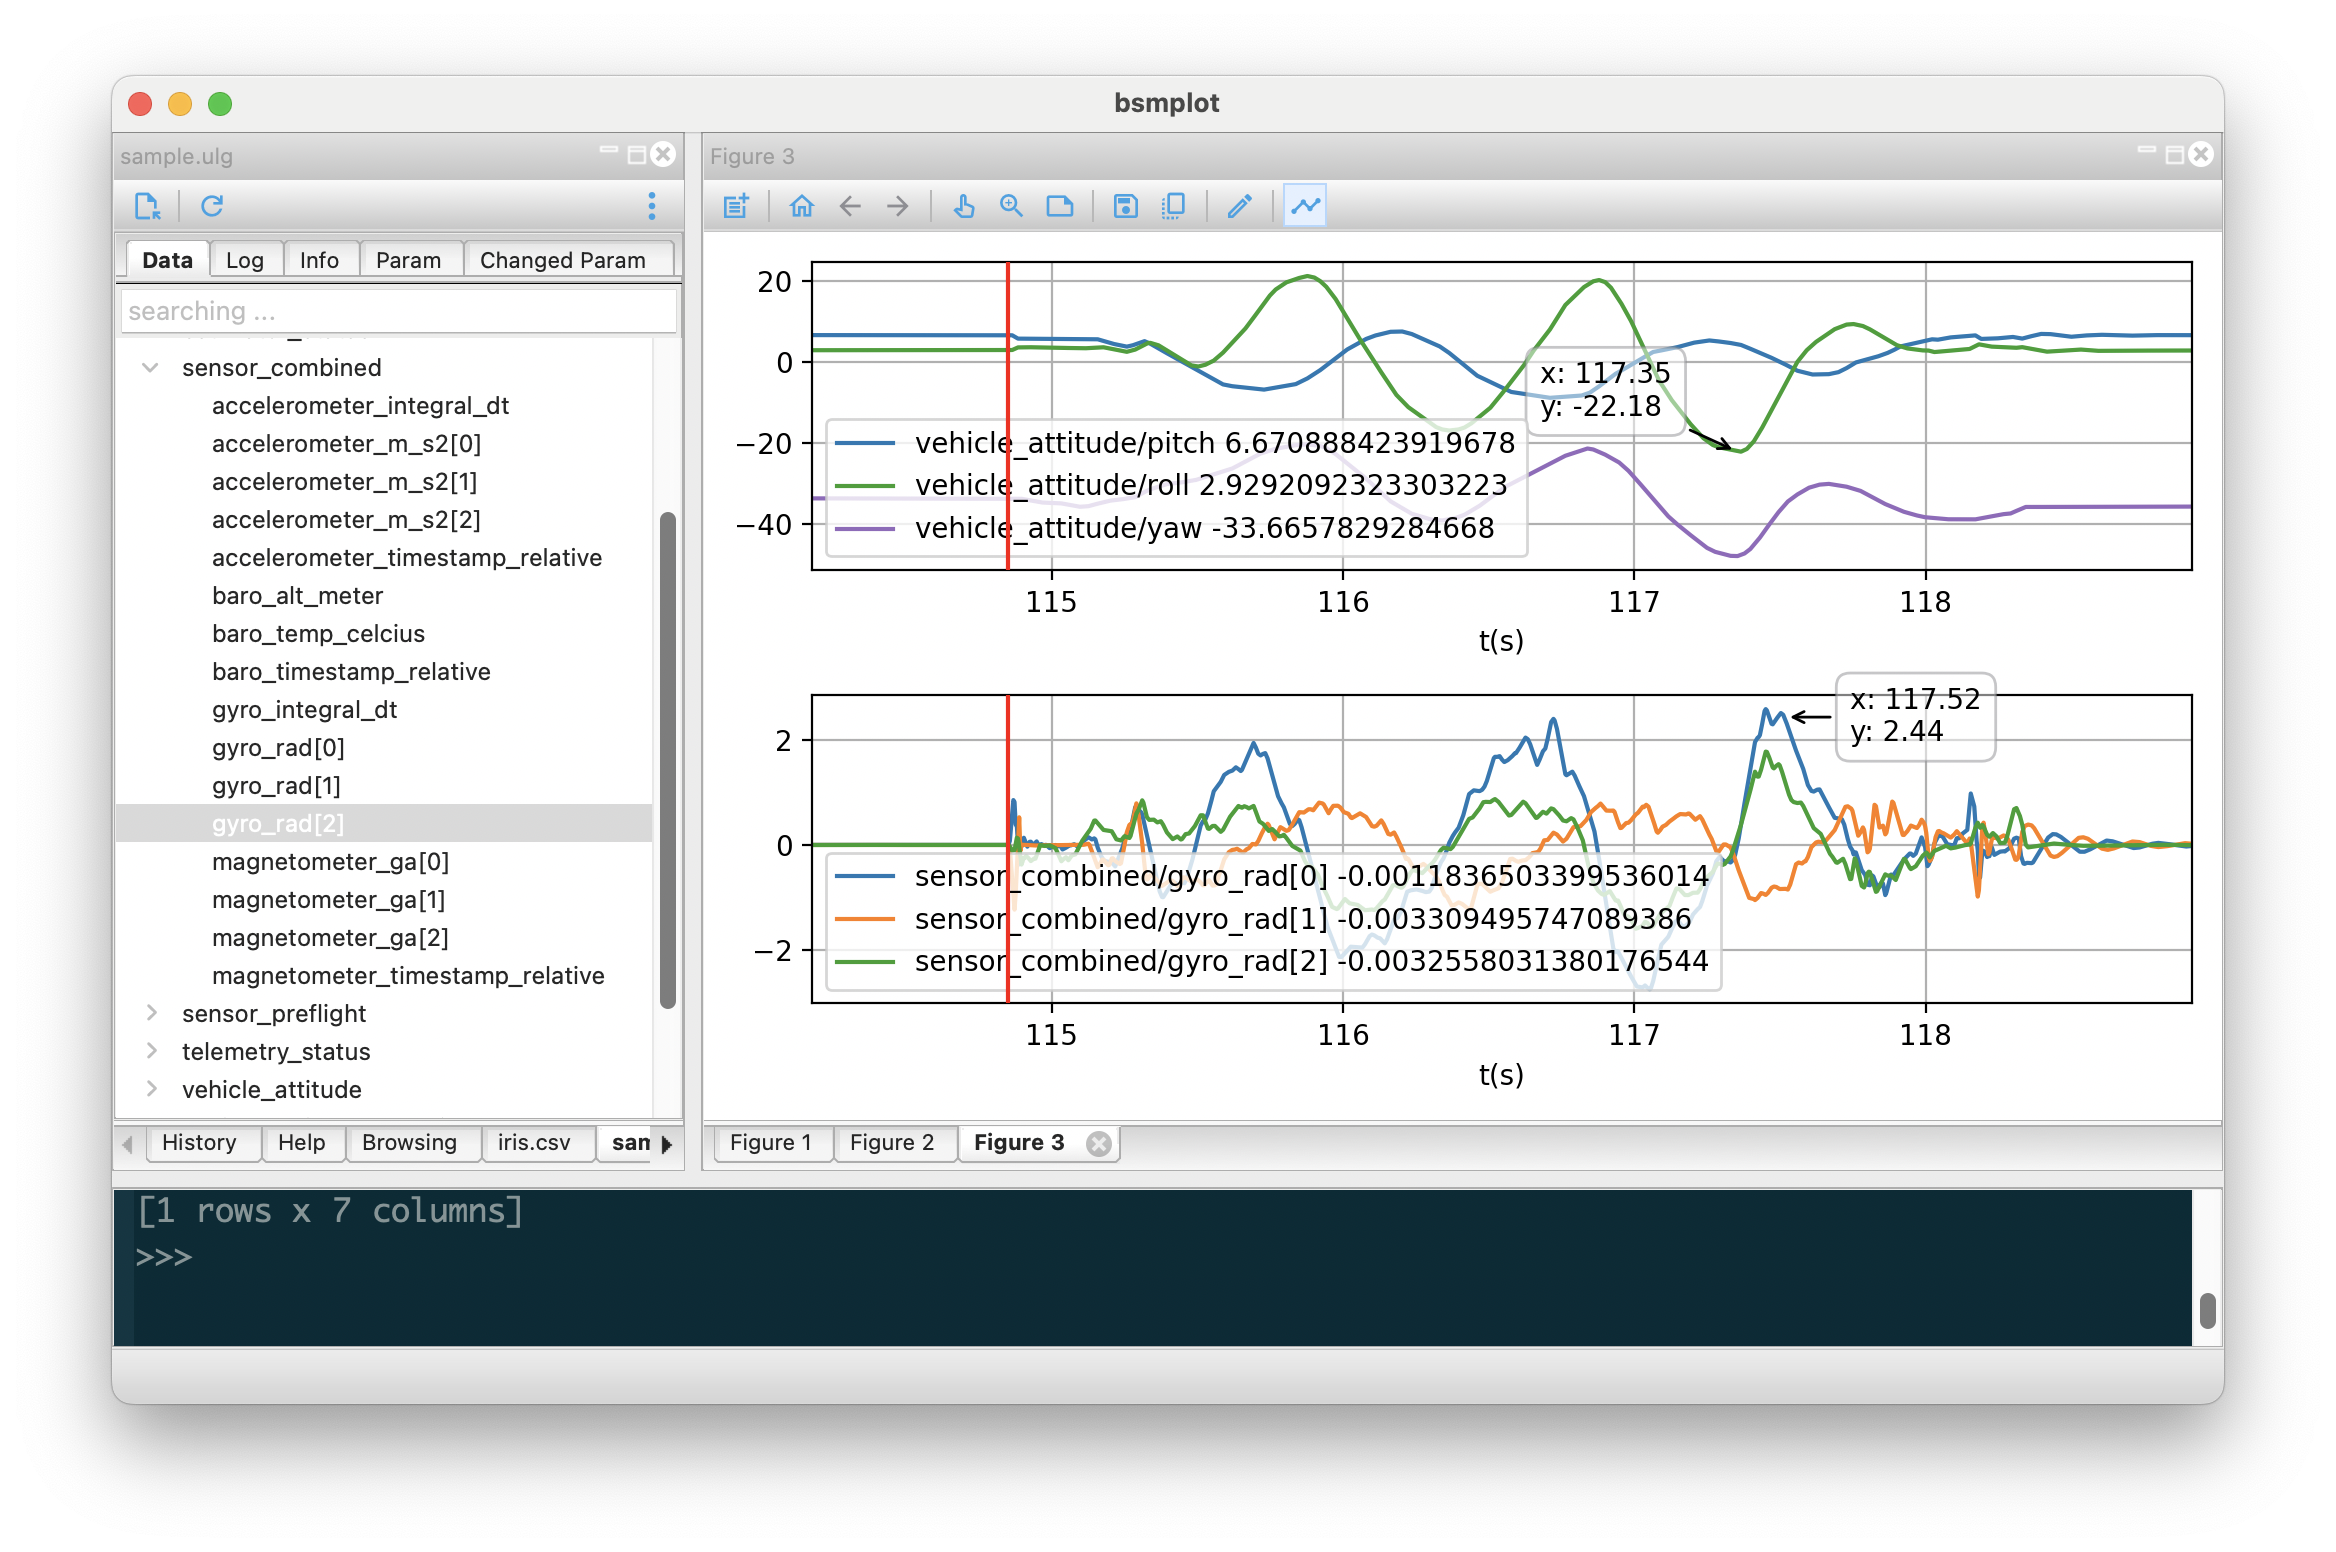 bsmplot
sample.ulg
Data Log Info Param Changed Param
searching ...
sensor_combined
accelerometer_integral_dt
accelerometer_m_s2[0]
accelerometer_m_s2[1]
accelerometer_m_s2[2]
accelerometer_timestamp_relative
baro_alt_meter
baro_temp_celcius
baro_timestamp_relative
gyro_integral_dt
gyro_rad[0]
gyro_rad[1]
gyro_rad[2]
magnetometer_ga[0]
magnetometer_ga[1]
magnetometer_ga[2]
magnetometer_timestamp_relative
sensor_preflight
telemetry_status
vehicle_attitude
History Help Browsing iris.csv sam
Figure 3
20
0
−20
−40
x: 117.35
y: -22.18
vehicle_attitude/pitch 6.670888423919678
vehicle_attitude/roll 2.9292092323303223
vehicle_attitude/yaw -33.6657829284668
115 116 117 118
t(s)
2
0
−2
x: 117.52
y: 2.44
sensor_combined/gyro_rad[0] -0.0011836503399536014
sensor_combined/gyro_rad[1] -0.003309495747089386
sensor_combined/gyro_rad[2] -0.0032558031380176544
115 116 117 118
t(s)
Figure 1 Figure 2 Figure 3
[1 rows x 7 columns]
>>>